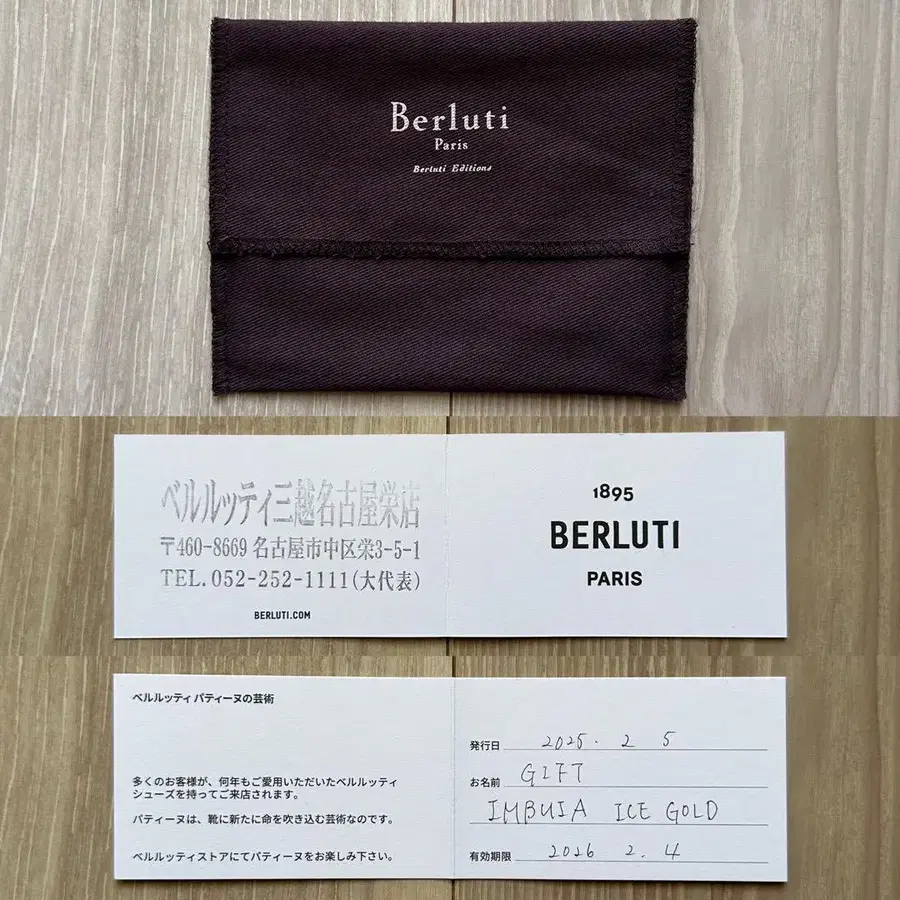 Berluti
Paris
Berluti Editions
ベルルッティ三越名古屋栄店
〒460-8669 名古屋市中区栄3-5-1
TEL. 052-252-1111(大代表)
BERLUTI.COM
1895
BERLUTI
PARIS
ベルルッティ パティーヌの芸術
多くのお客様が、何年もご愛用いただいたベルルッティ
シューズを持ってご来店されます。
パティーヌは、靴に新たに命を吹き込む芸術なのです。
ベルルッティストアにてパティーヌをお楽しみ下さい。
発行日 2025. 2 5
お名前 GIFT
IMBUIA ICE GOLD
有効期限 2026 2. 4